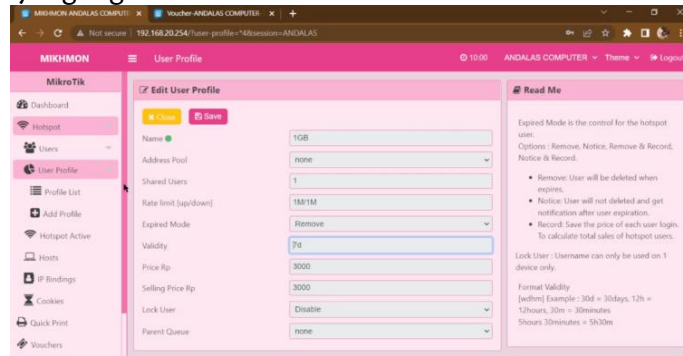 MIKHMON ANDALAS COMPUTE
Voucher-ANDALAS COMPUTER
Not secure 192.168.20.254/?user-profile=*4&session=ANDALAS
MIKHMON
User Profile
10:00
ANDALAS COMPUTER
Theme
Logout
MikroTik
Dashboard
Hotspot
Users
User Profile
Profile List
Add Profile
Hotspot Active
Hosts
IP Bindings
Cookies
Quick Print
Vouchers
Edit User Profile
Close
Save
Name 1GB
Address Pool none
Shared Users 1
Rate limit [up/down] 1M/1M
Expired Mode Remove
Validity 7d
Price Rp 3000
Selling Price Rp 3000
Lock User Disable
Parent Queue none
Read Me
Expired Mode is the control for the hotspot
user.
Options : Remove, Notice, Remove & Record,
Notice & Record.
Remove: User will be deleted when
expires.
Notice: User will not deleted and get
notification after user expiration.
Record: Save the price of each user login.
To calculate total sales of hotspot users.
Lock User : Username can only be used on 1
device only.
Format Validity
[wdhm] Example : 30d = 30days, 12h =
12hours, 30m = 30minutes
5hours 30minutes = 5h30m